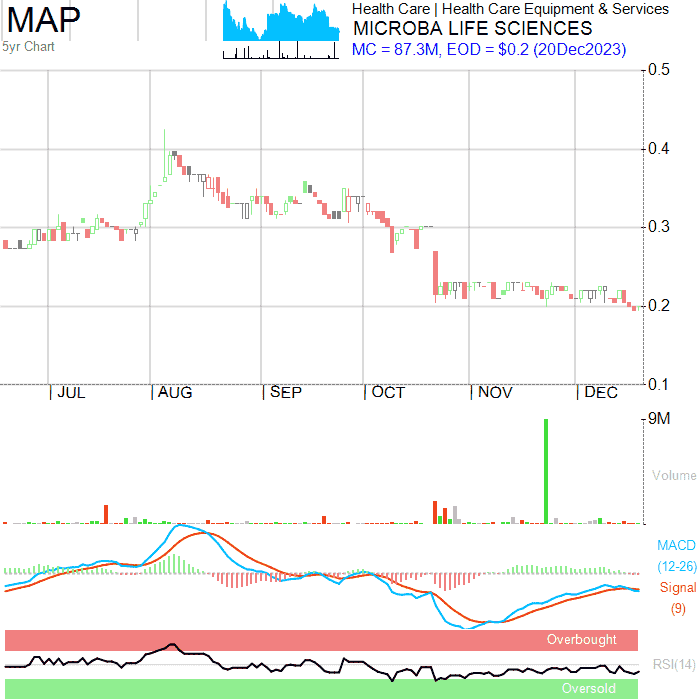 MAP
5yr Chart
Health Care | Health Care Equipment & Services
MICROBA LIFE SCIENCES
MC = 87.3M, EOD = $0.2 (20Dec2023)
0.5
0.4
0.3
0.2
0.1
| JUL | AUG | SEP | OCT | NOV | DEC
9M
Volume
MACD
(12-26)
Signal
(9)
Overbought
RSI(14)
Oversold